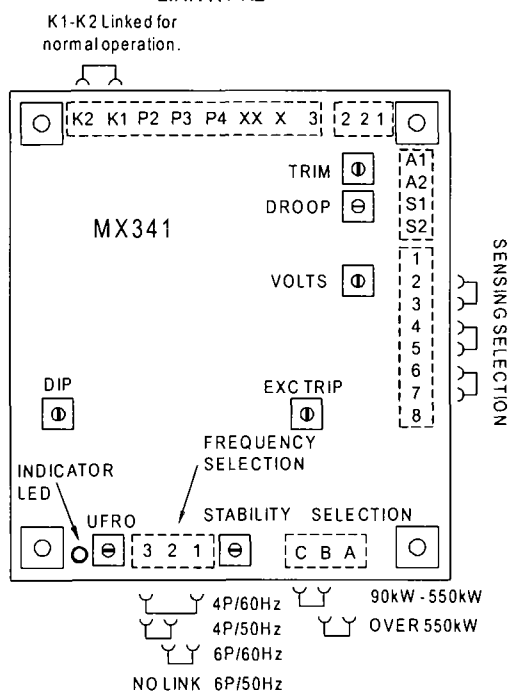 K1-K2 Linked for
normal operation.
K2 K1 P2 P3 P4 XX X 3 2 2 1
TRIM
A1
A2
DROOP
S1
S2
MX341
1
VOLTS
2
3
4
5
6
7
8
SENSING SELECTION
DIP
EXC TRIP
FREQUENCY
SELECTION
INDICATOR
LED
UFRO
STABILITY SELECTION
3 2 1
C B A
4P/60Hz
90kW - 550kW
4P/50Hz
OVER 550kW
6P/60Hz
NO LINK 6P/50Hz